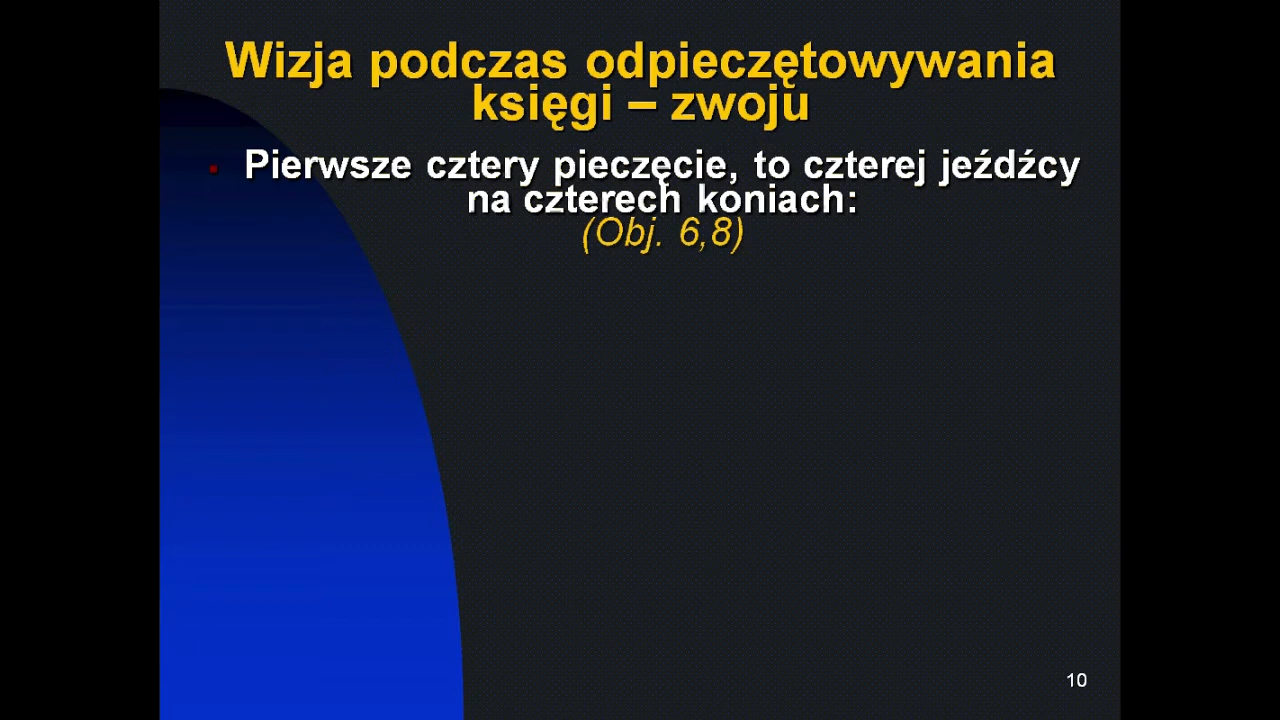 Wizja podczas odpieczętowywania
księgi – zwoju
Pierwsze cztery pieczęcie, to czterej jeźdźcy
na czterech koniach:
(Obj. 6,8)
10